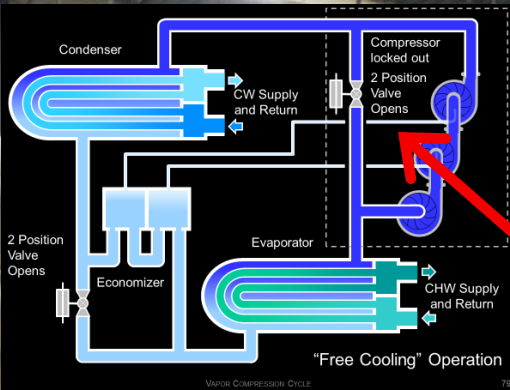 Condenser
Compressor
locked out
2 Position
Valve
Opens
CW Supply
and Return
2 Position
Valve
Opens
Economizer
Evaporator
CHW Supply
and Return
“Free Cooling” Operation
VAPOR COMPRESSION CYCLE